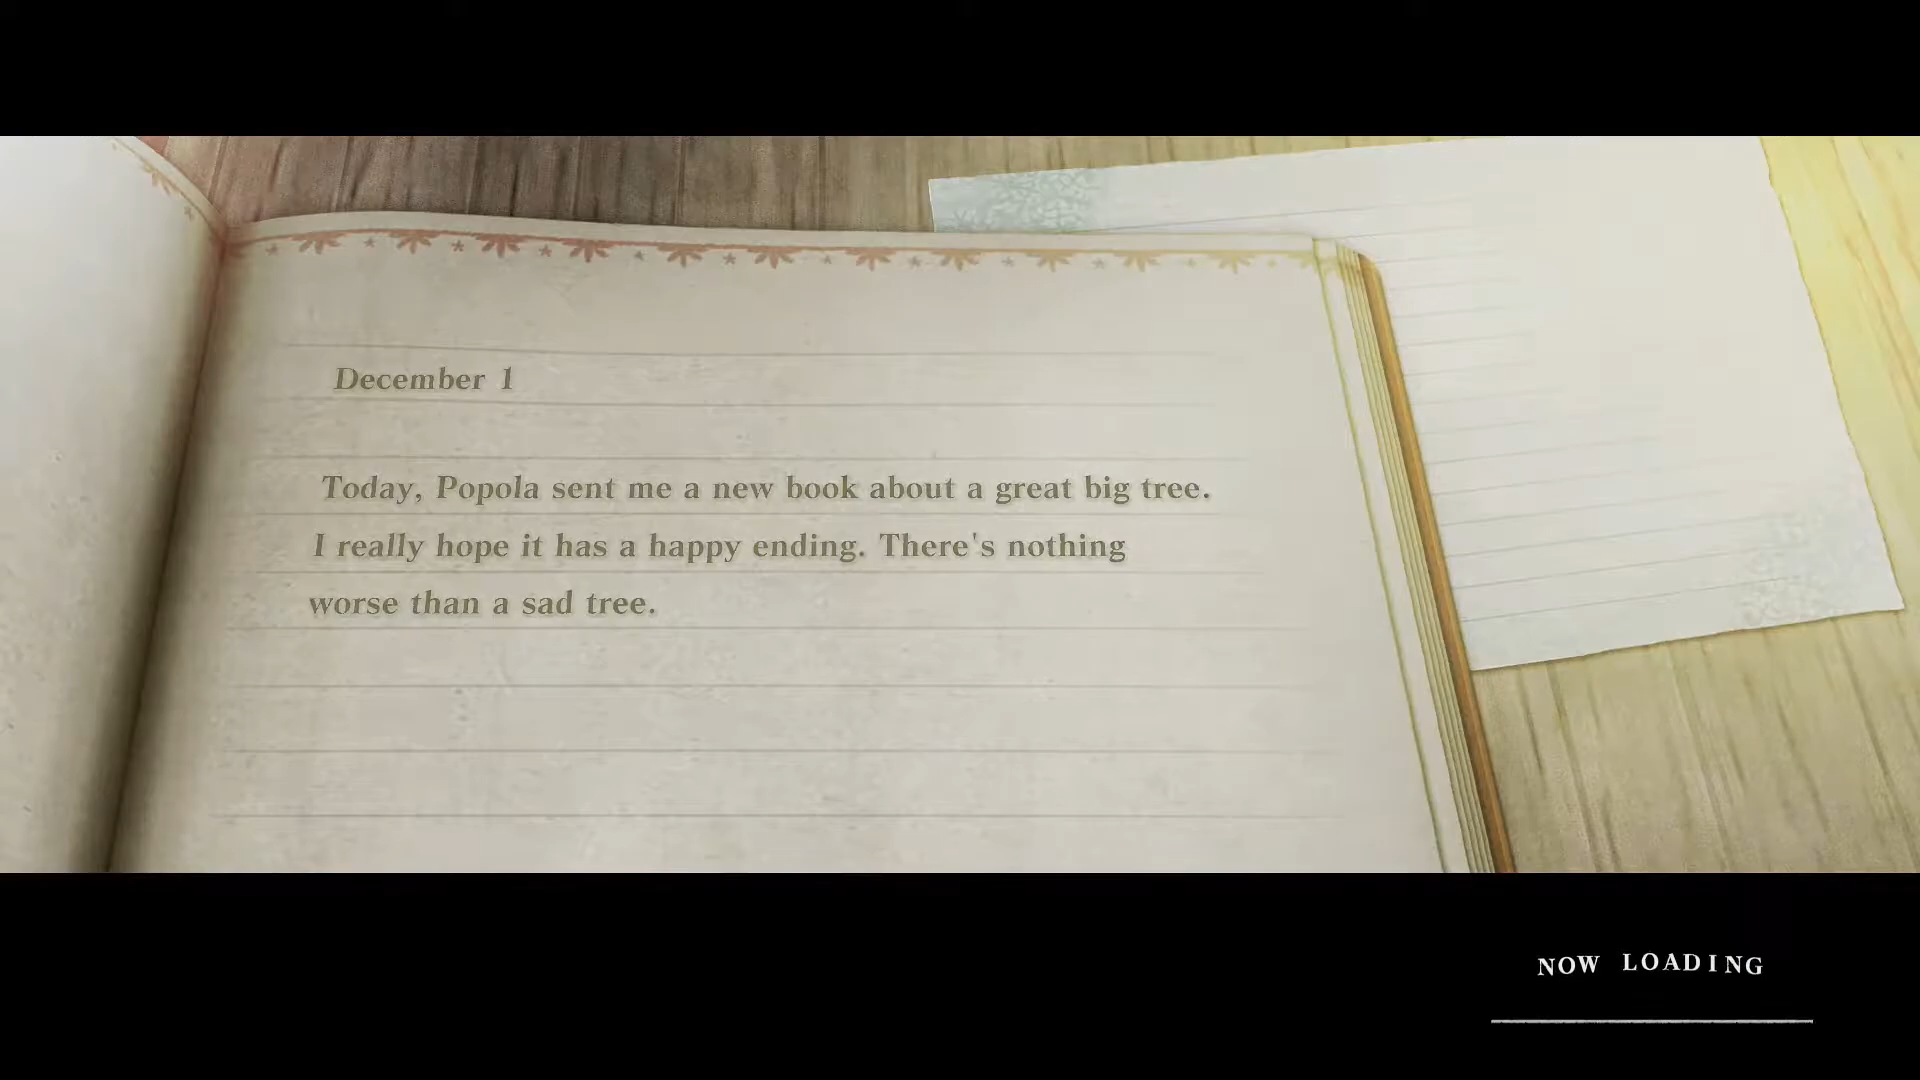 December 1
Today, Popola sent me a new book about a great big tree.
I really hope it has a happy ending. There's nothing
worse than a sad tree.
NOW LOADING